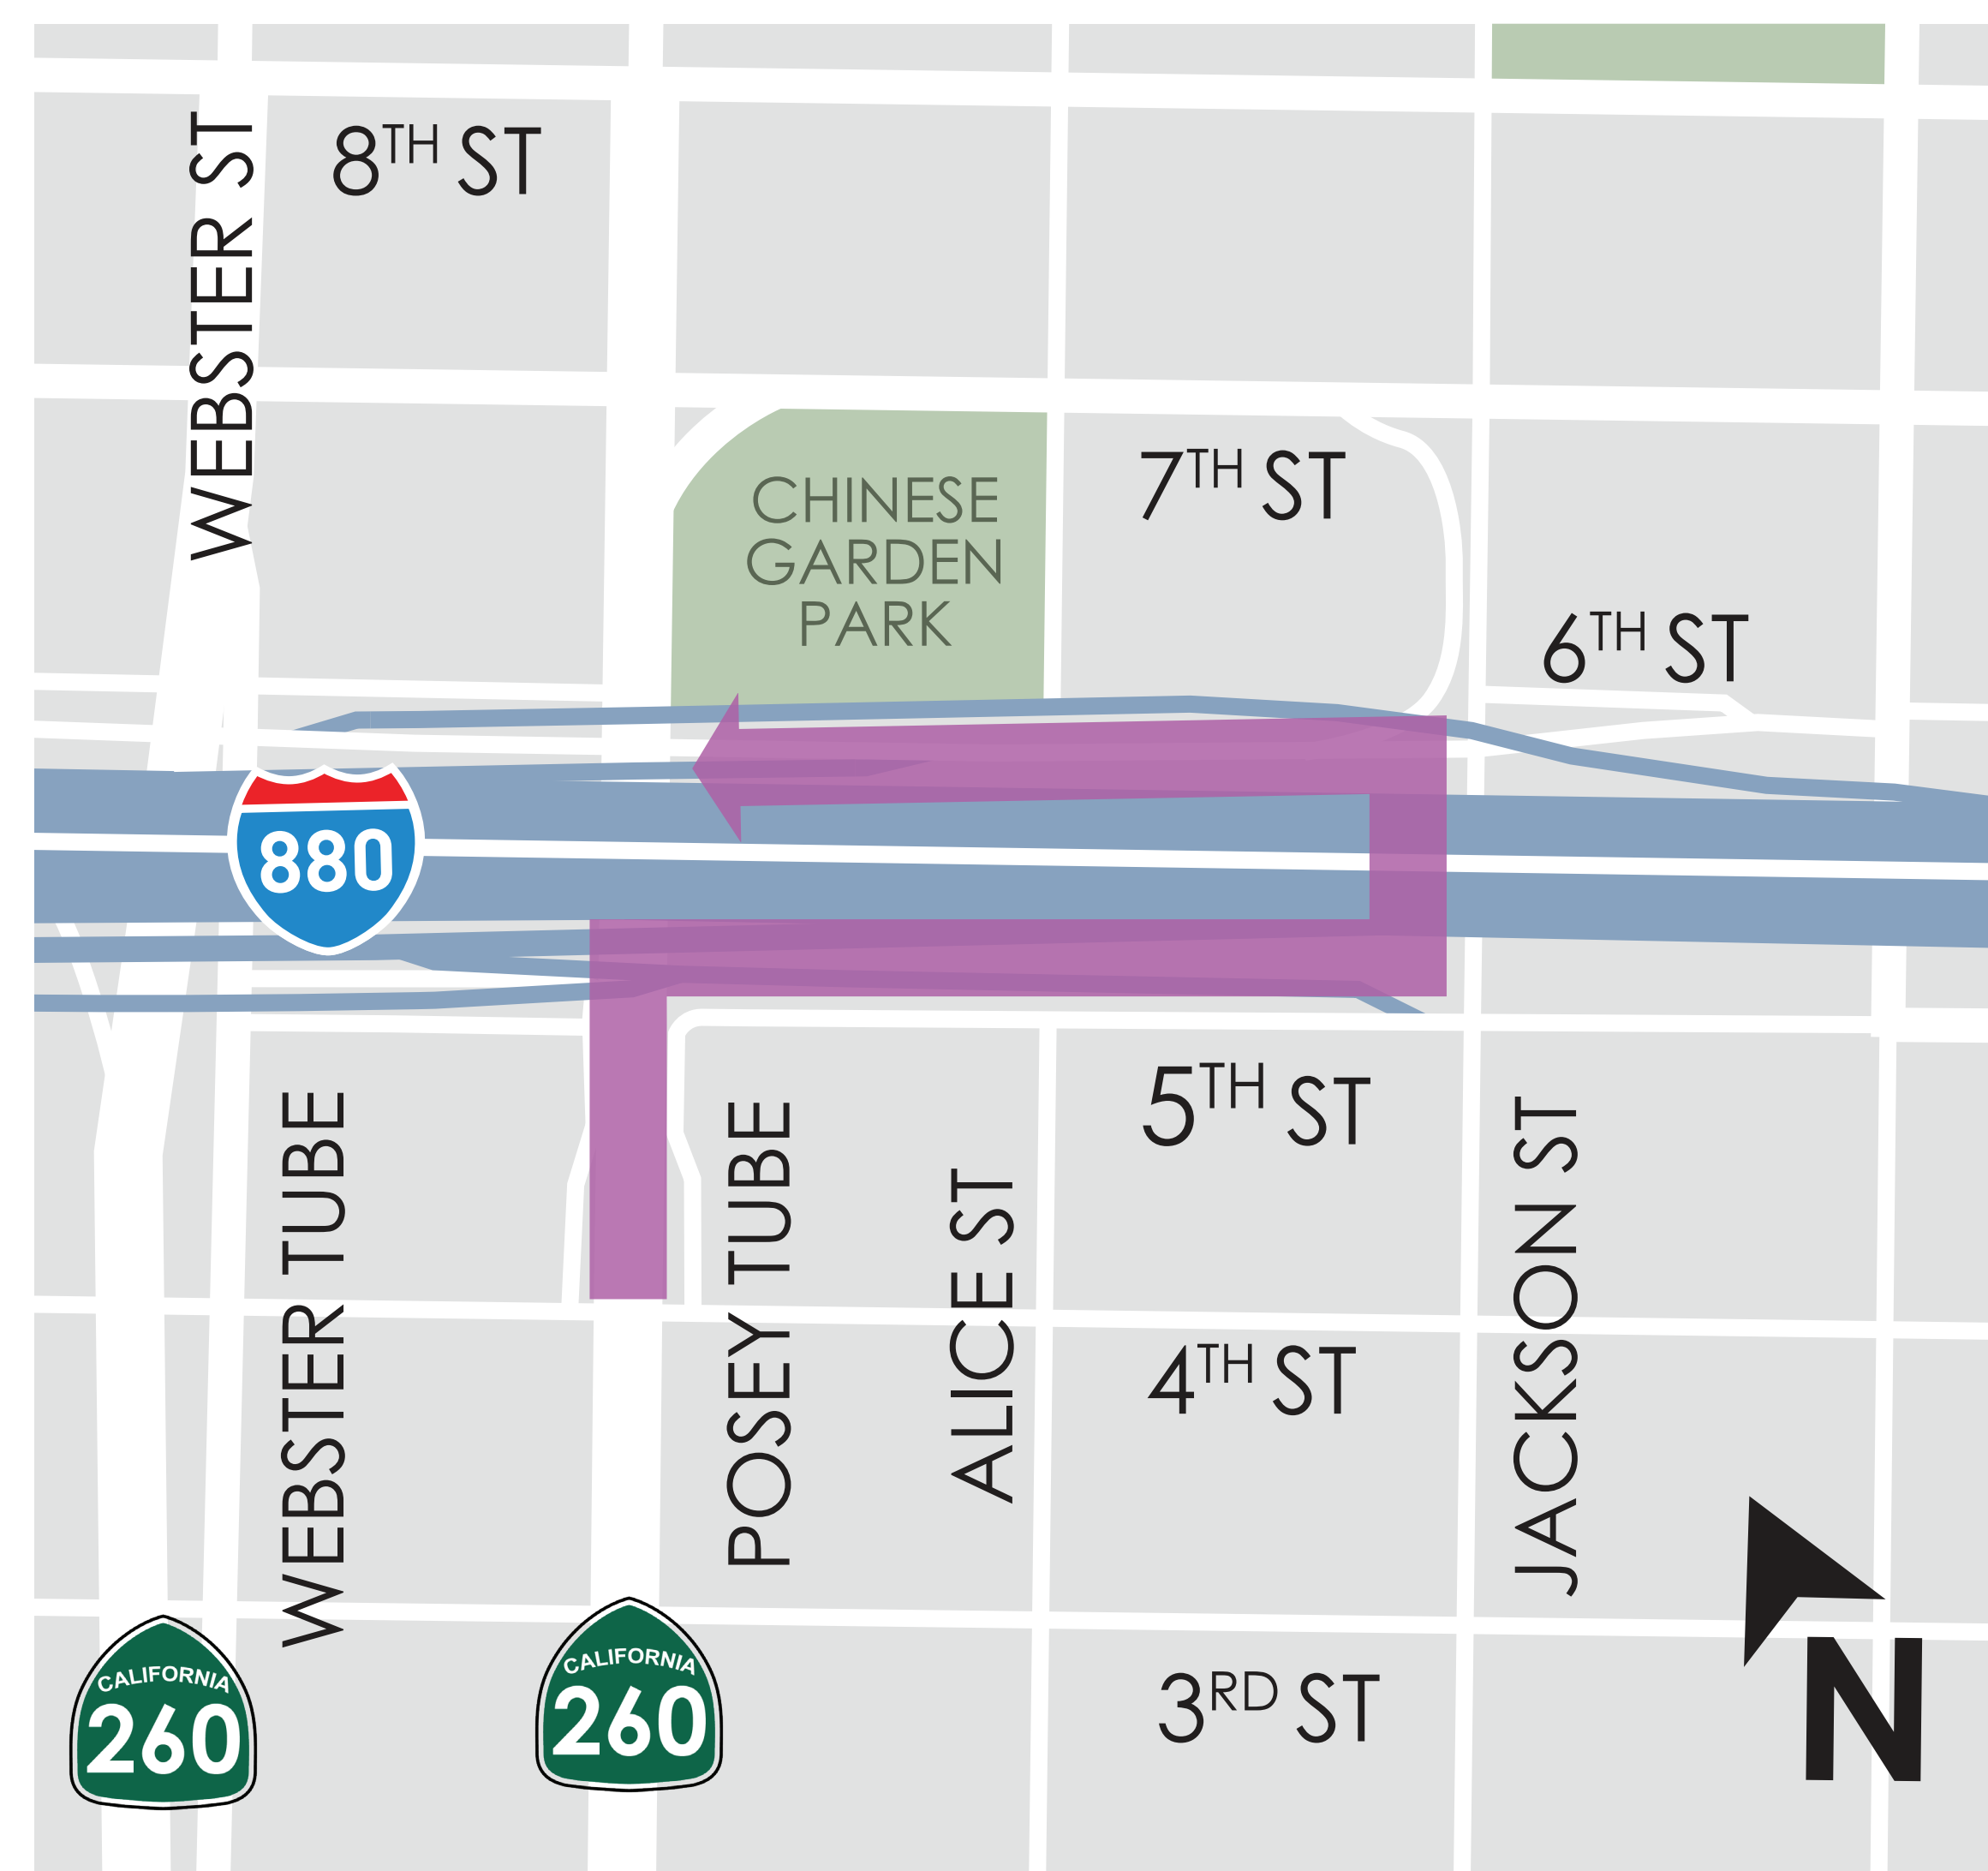 WEBSTER ST
8TH ST
CHINESE
GARDEN
PARK
7TH ST
6TH ST
880
5TH ST
WEBSTER TUBE
POSEY TUBE
ALICE ST
JACKSON ST
4TH ST
3RD ST
CALIFORNIA
260
CALIFORNIA
260
N